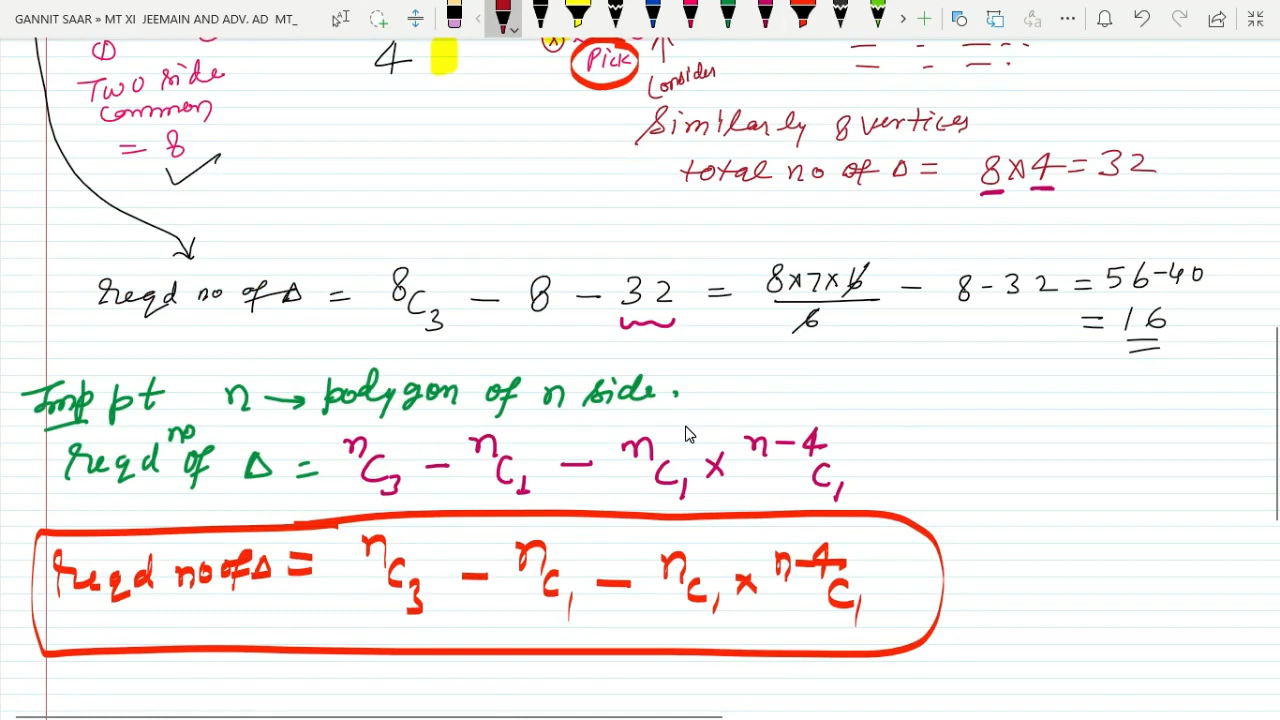 GANNIT SAAR » MT XI JEEMAIN AND ADV. AD MT_
①
Two side
common
= 8
4
Pick
Consider
= : = : .
Similarly 8 vertices
total no of Δ = 8 × 4 = 32
Reqd no of Δ = 8C3 - 8 - 32 = 8×7×6 / 6 - 8 - 32 = 56-40
= 16
Imp pt n → polygon of n side.
Reqd no of Δ = nC3 - nC1 - nC1 × n-4C1
Reqd no of Δ = nC3 - nC1 - nC1 × n-4C1